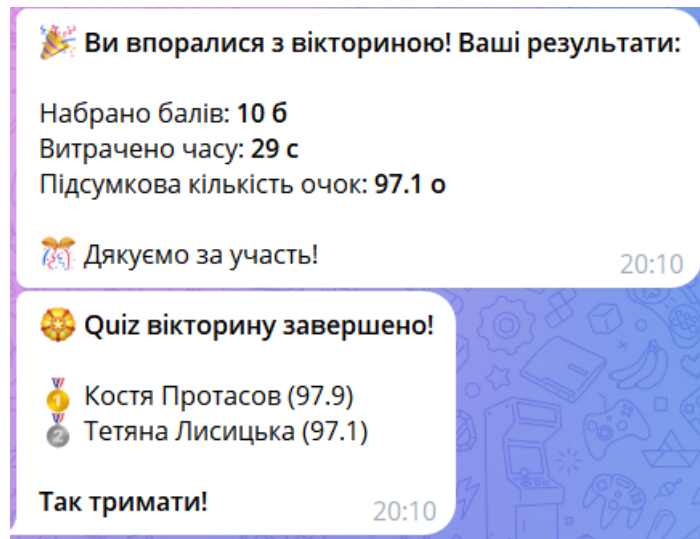 🎉 Ви впоралися з вікториною! Ваші результати:
Набрано балів: 10 б
Витрачено часу: 29 с
Підсумкова кількість очок: 97.1 о
🎊 Дякуємо за участь!
20:10
🏵 Quiz вікторину завершено!
🥇 Костя Протасов (97.9)
🥈 Тетяна Лисицька (97.1)
Так тримати!
20:10